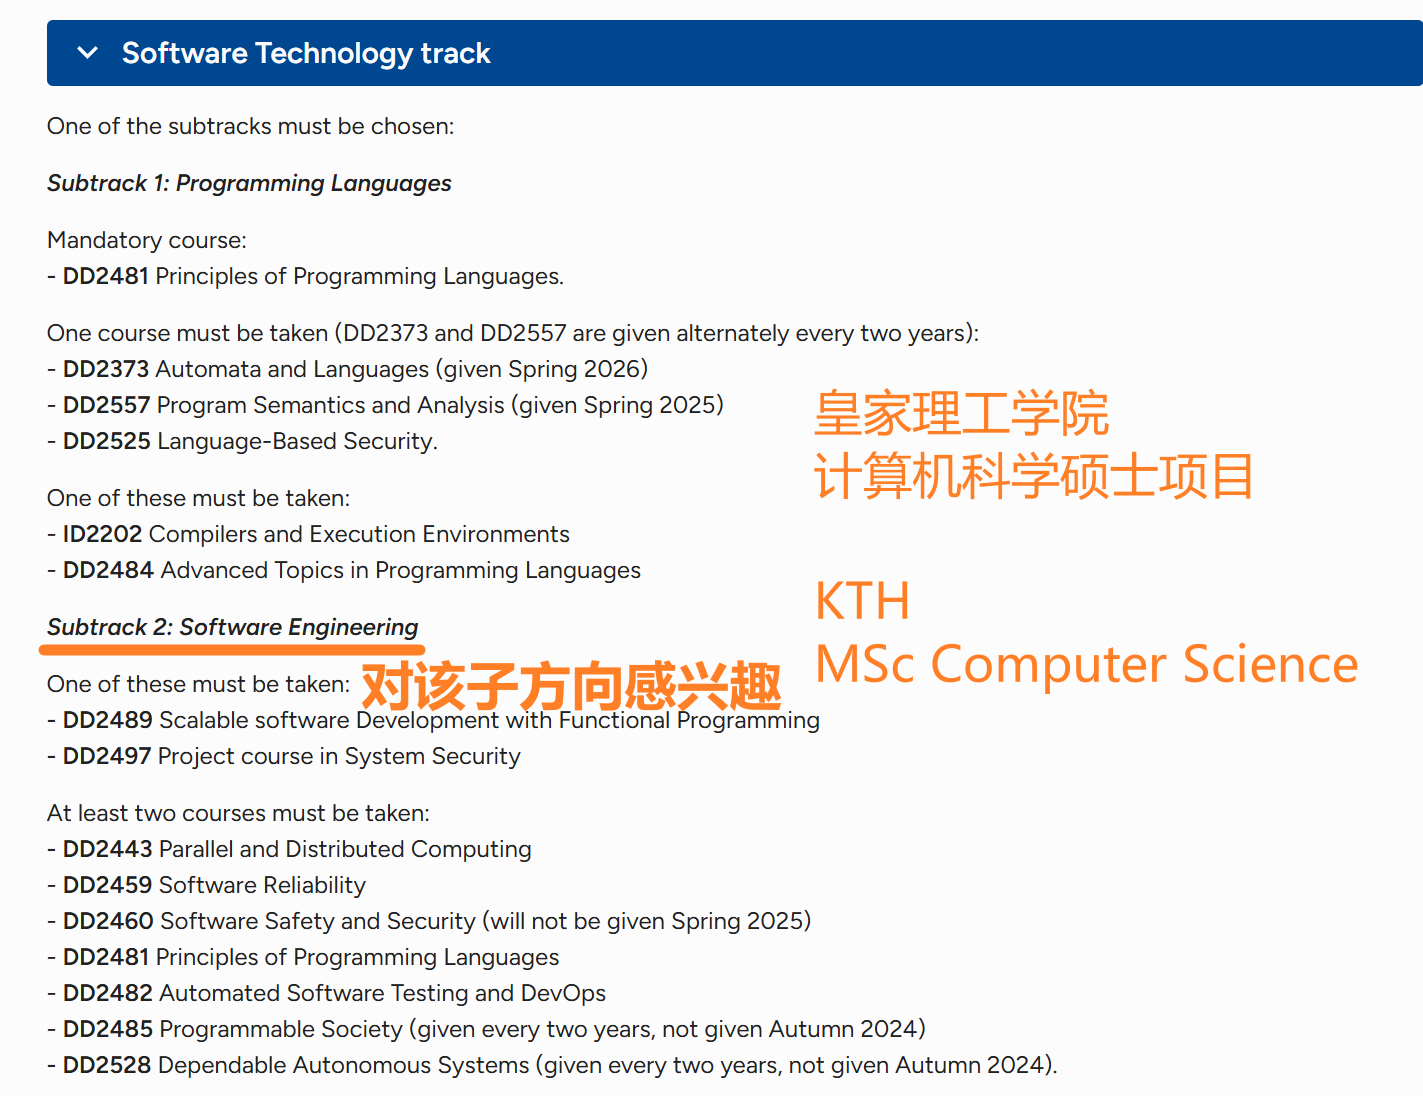 Software Technology track
One of the subtracks must be chosen:
Subtrack 1: Programming Languages
Mandatory course:
- DD2481 Principles of Programming Languages.
One course must be taken (DD2373 and DD2557 are given alternately every two years):
- DD2373 Automata and Languages (given Spring 2026)
- DD2557 Program Semantics and Analysis (given Spring 2025)
- DD2525 Language-Based Security.
皇家理工学院
计算机科学硕士项目
One of these must be taken:
- ID2202 Compilers and Execution Environments
- DD2484 Advanced Topics in Programming Languages
KTH
MSc Computer Science
Subtrack 2: Software Engineering
对该子方向感兴趣
One of these must be taken:
- DD2489 Scalable software Development with Functional Programming
- DD2497 Project course in System Security
At least two courses must be taken:
- DD2443 Parallel and Distributed Computing
- DD2459 Software Reliability
- DD2460 Software Safety and Security (will not be given Spring 2025)
- DD2481 Principles of Programming Languages
- DD2482 Automated Software Testing and DevOps
- DD2485 Programmable Society (given every two years, not given Autumn 2024)
- DD2528 Dependable Autonomous Systems (given every two years, not given Autumn 2024).